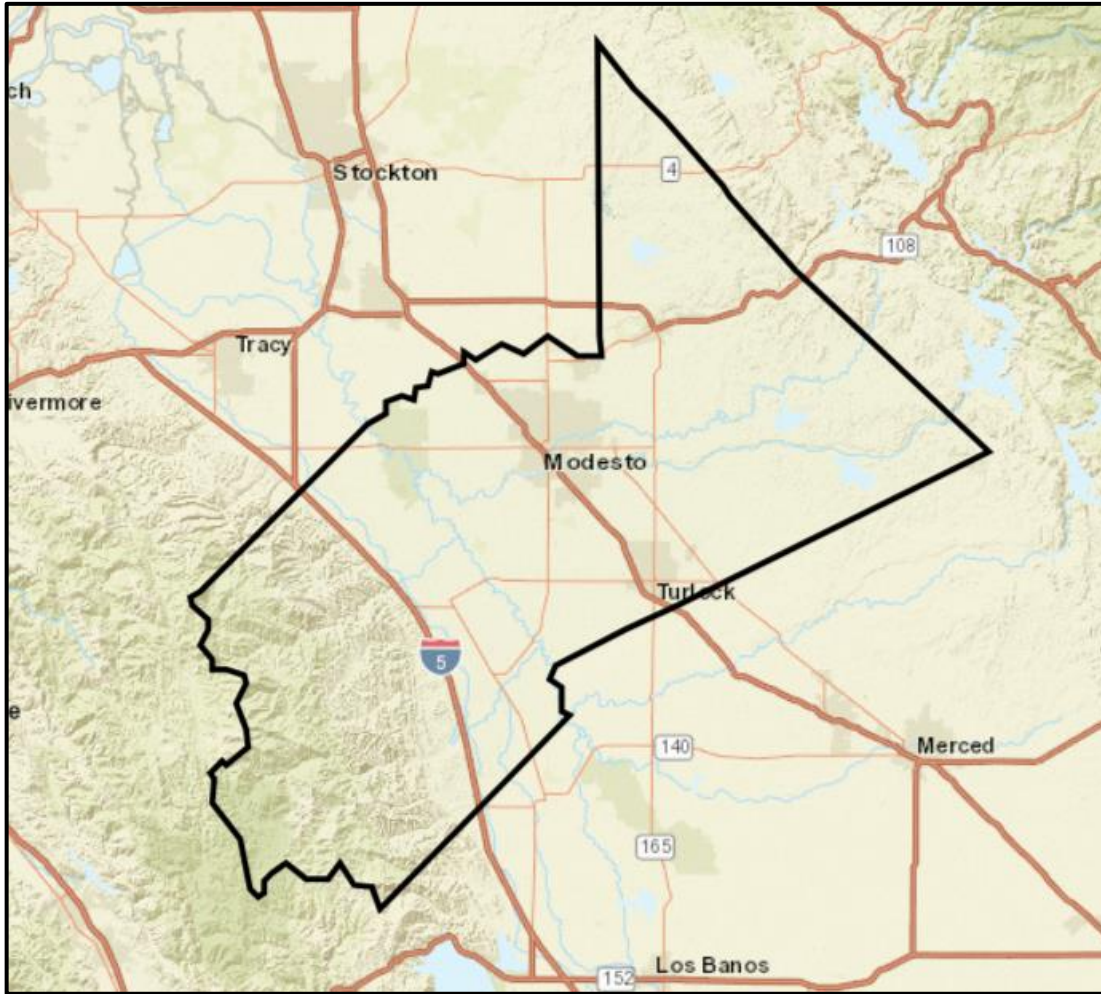 ch
Stockton
4
108
Tracy
ivermore
Modesto
Turlock
5
e
140
Merced
165
Los Banos
152